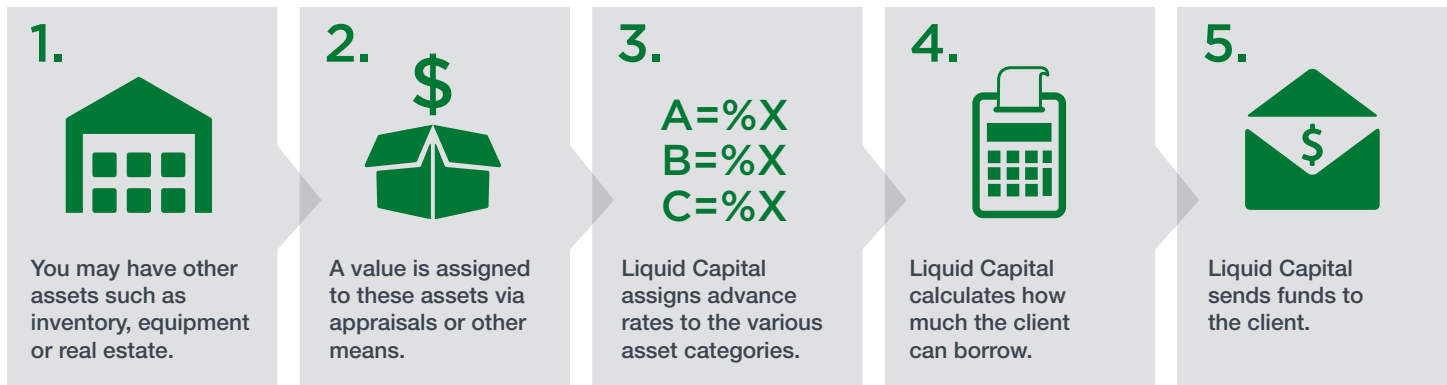 1.
You may have other
assets such as
inventory, equipment
or real estate.
2.
$
A value is assigned
to these assets via
appraisals or other
means.
3.
A=%X
B=%X
C=%X
Liquid Capital
assigns advance
rates to the various
asset categories.
4.
Liquid Capital
calculates how
much the client
can borrow.
5.
$
Liquid Capital
sends funds to
the client.